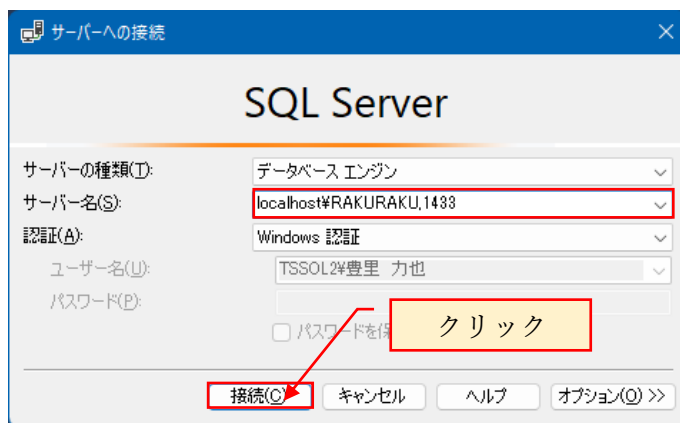 サーバーへの接続
SQL Server
サーバーの種類(T):
データベース エンジン
サーバー名(S):
localhost¥RAKURAKU,1433
認証(A):
Windows 認証
ユーザー名(U):
TSSOL2¥豊里 力也
パスワード(P):
パスワードを保
クリック
接続(C)
キャンセル
ヘルプ
オプション(O) >>